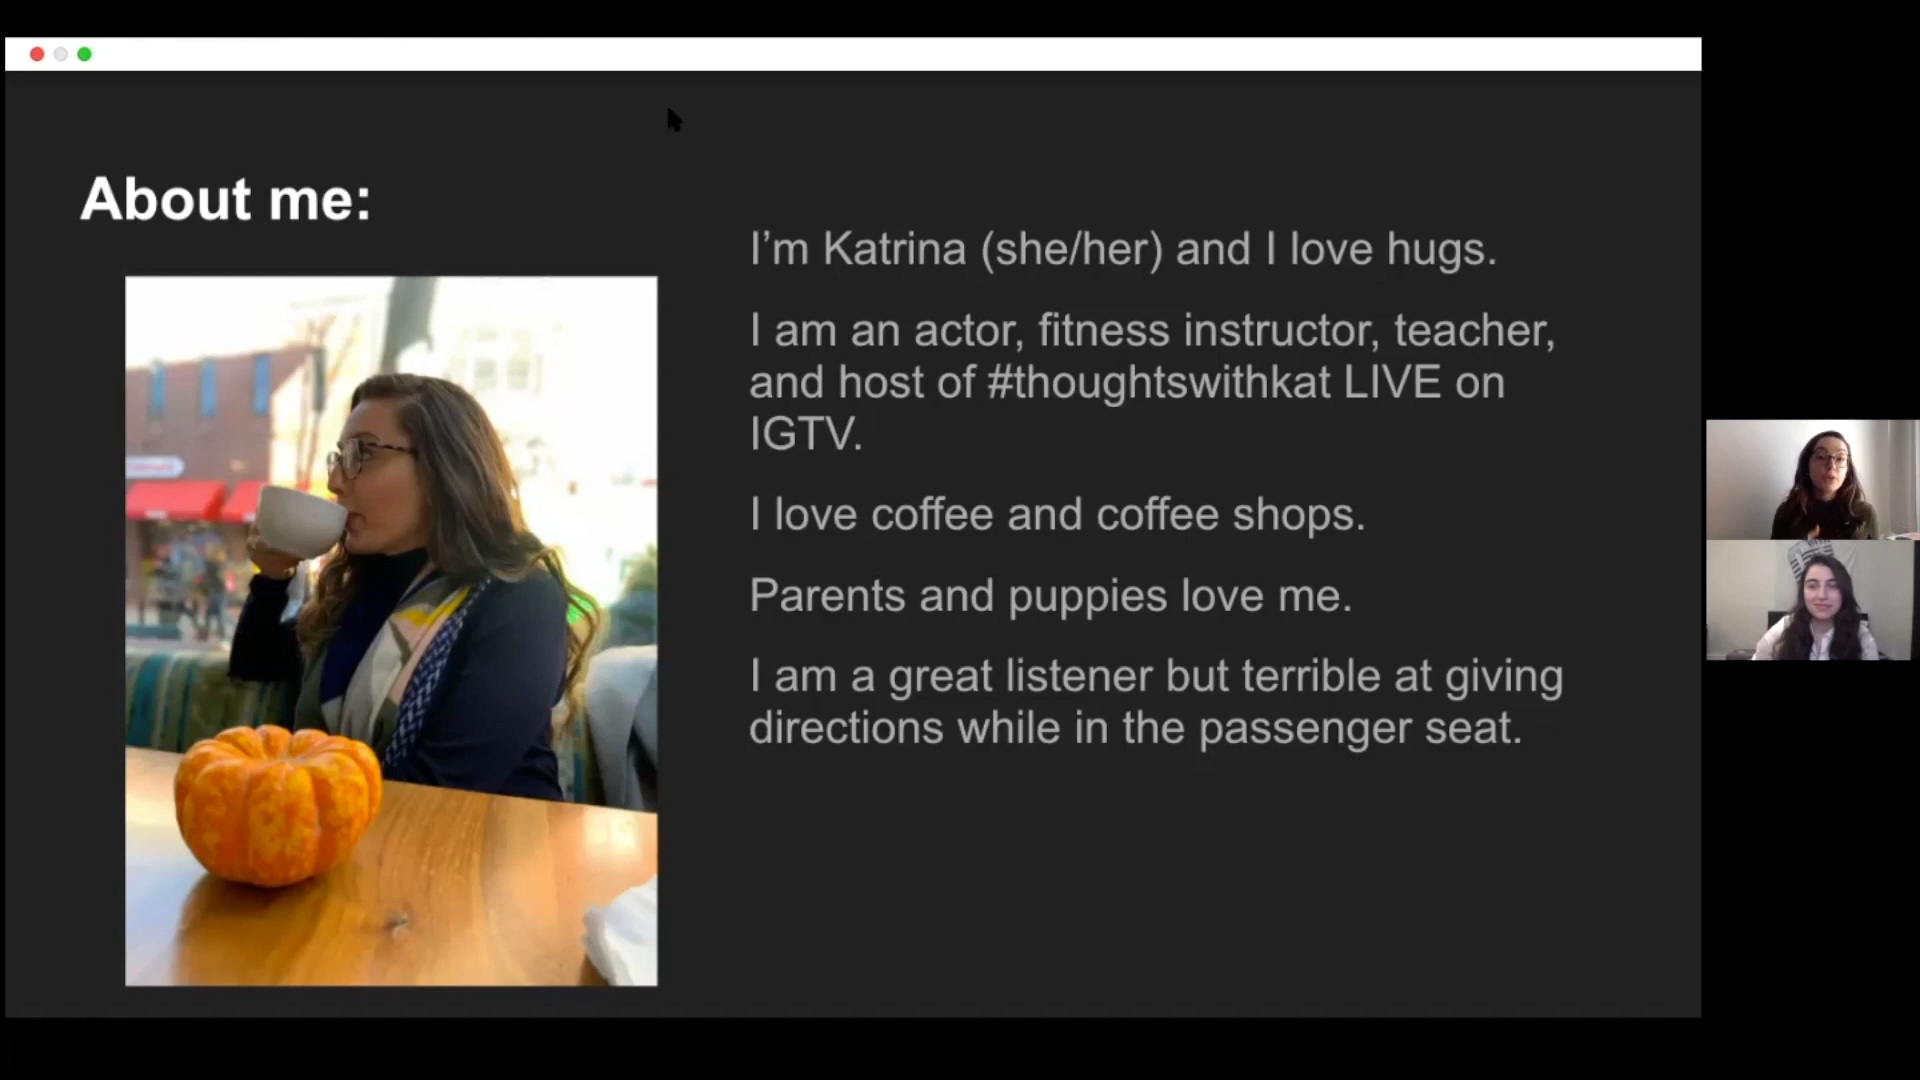 About me:
I’m Katrina (she/her) and I love hugs.
I am an actor, fitness instructor, teacher,
and host of #thoughtswithkat LIVE on
IGTV.
I love coffee and coffee shops.
Parents and puppies love me.
I am a great listener but terrible at giving
directions while in the passenger seat.